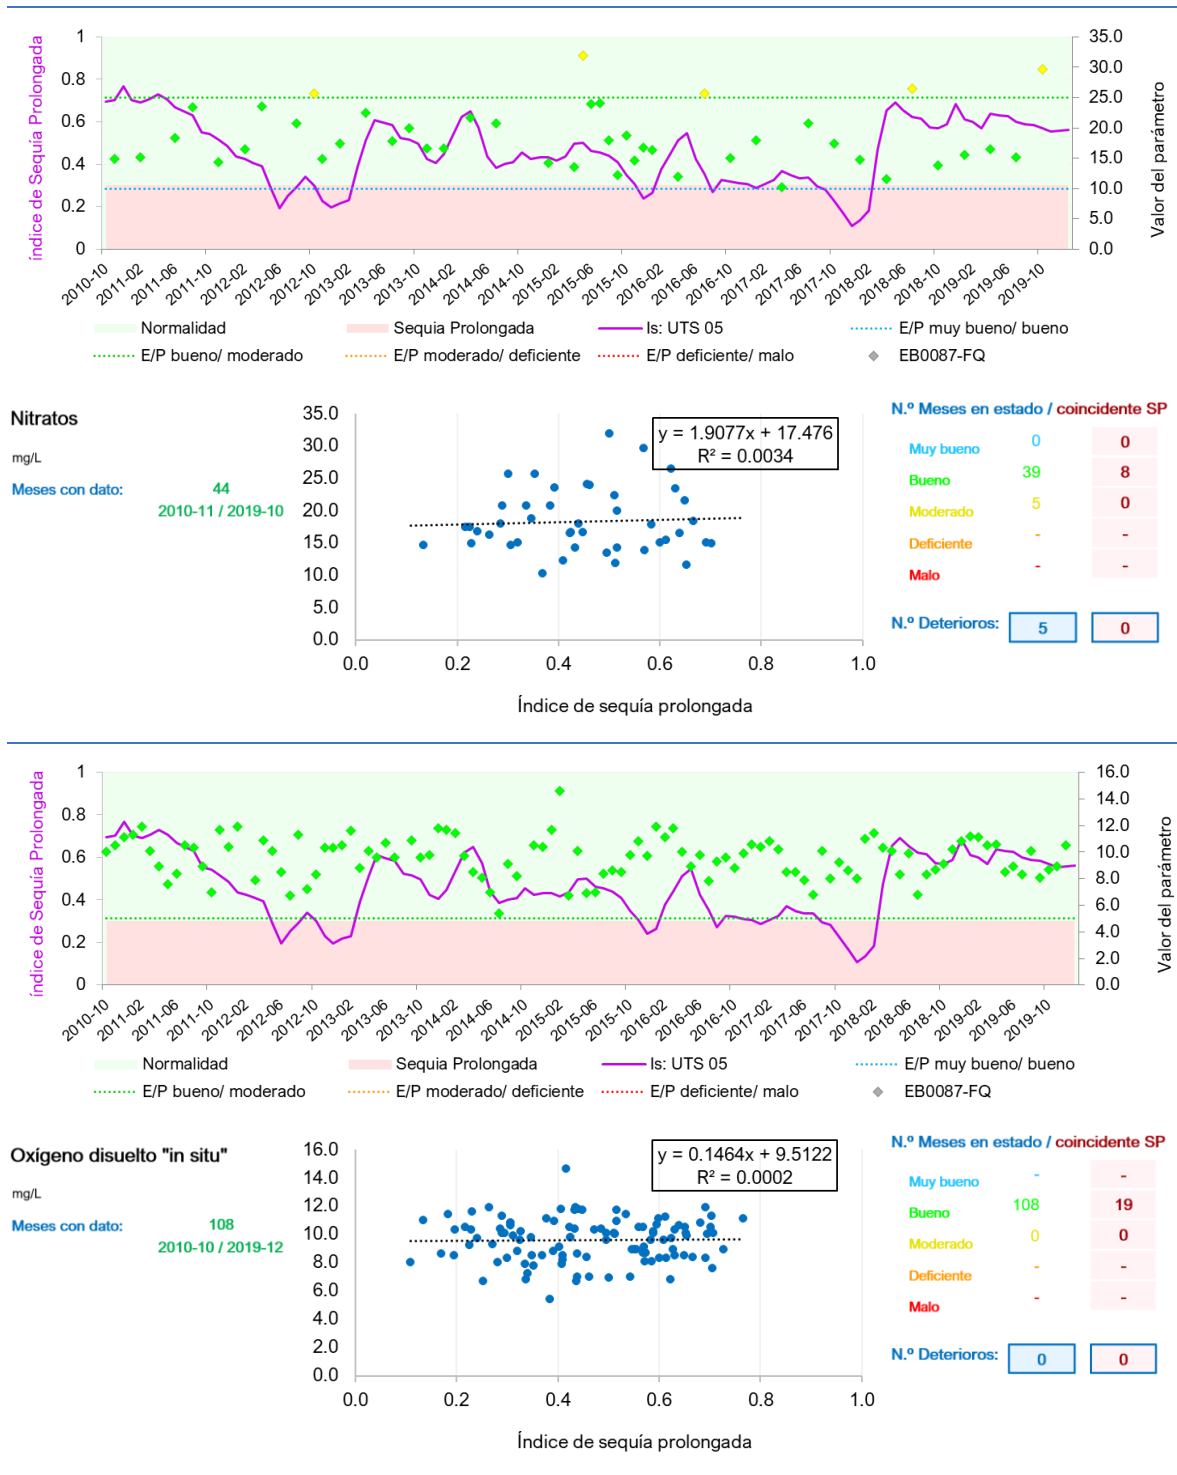 índice de Sequía Prolongada
1
0.8
0.6
0.4
0.2
0
35.0
30.0
25.0
20.0
15.0
10.0
5.0
0.0
Valor del parámetro
2010-10 2011-02 2011-06 2011-10 2012-02 2012-06 2012-10 2013-02 2013-06 2013-10 2014-02 2014-06 2014-10 2015-02 2015-06 2015-10 2016-02 2016-06 2016-10 2017-02 2017-06 2017-10 2018-02 2018-06 2018-10 2019-02 2019-06 2019-10
Normalidad Sequia Prolongada Is: UTS 05 E/P muy bueno/ bueno
E/P bueno/ moderado E/P moderado/ deficiente E/P deficiente/ malo EB0087-FQ
Nitratos
mg/L
Meses con dato: 44
2010-11 / 2019-10
35.0
30.0
25.0
20.0
15.0
10.0
5.0
0.0
y = 1.9077x + 17.476
R² = 0.0034
0.0 0.2 0.4 0.6 0.8 1.0
Índice de sequía prolongada
N.º Meses en estado / coincidente SP
Muy bueno 0 0
Bueno 39 8
Moderado 5 0
Deficiente - -
Malo - -
N.º Deterioros: 5 0
índice de Sequía Prolongada
1
0.8
0.6
0.4
0.2
0
16.0
14.0
12.0
10.0
8.0
6.0
4.0
2.0
0.0
Valor del parámetro
2010-10 2011-02 2011-06 2011-10 2012-02 2012-06 2012-10 2013-02 2013-06 2013-10 2014-02 2014-06 2014-10 2015-02 2015-06 2015-10 2016-02 2016-06 2016-10 2017-02 2017-06 2017-10 2018-02 2018-06 2018-10 2019-02 2019-06 2019-10
Normalidad Sequia Prolongada Is: UTS 05 E/P muy bueno/ bueno
E/P bueno/ moderado E/P moderado/ deficiente E/P deficiente/ malo EB0087-FQ
Oxígeno disuelto "in situ"
mg/L
Meses con dato: 108
2010-10 / 2019-12
16.0
14.0
12.0
10.0
8.0
6.0
4.0
2.0
0.0
y = 0.1464x + 9.5122
R² = 0.0002
0.0 0.2 0.4 0.6 0.8 1.0
Índice de sequía prolongada
N.º Meses en estado / coincidente SP
Muy bueno - -
Bueno 108 19
Moderado 0 0
Deficiente - -
Malo - -
N.º Deterioros: 0 0